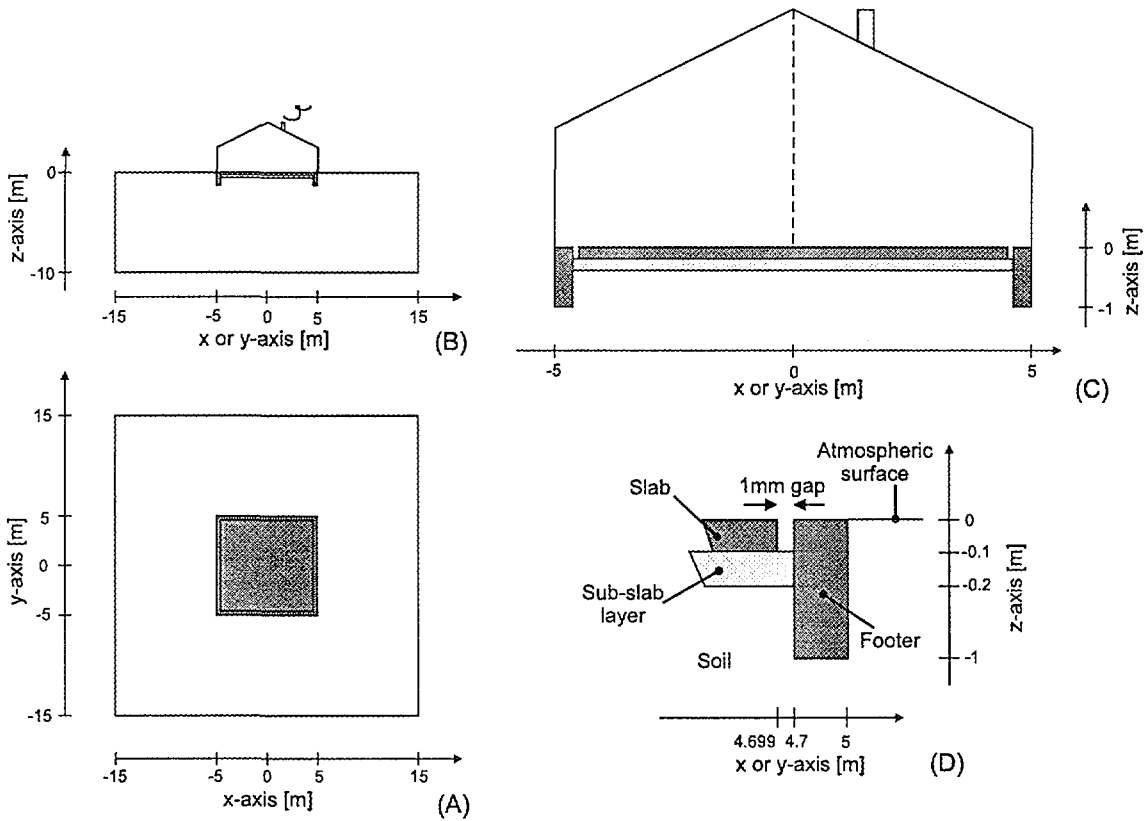 z-axis [m]
0
-10
-15
-5
0
5
15
x or y-axis [m]
(B)
0
-1
z-axis [m]
-5
0
5
x or y-axis [m]
(C)
y-axis [m]
15
5
0
-5
-15
-15
-5
0
5
15
x-axis [m]
(A)
Atmospheric
surface
1mm gap
Slab
Sub-slab
layer
Soil
Footer
0
-0.1
-0.2
-1
z-axis [m]
4.699
4.7
5
x or y-axis [m]
(D)